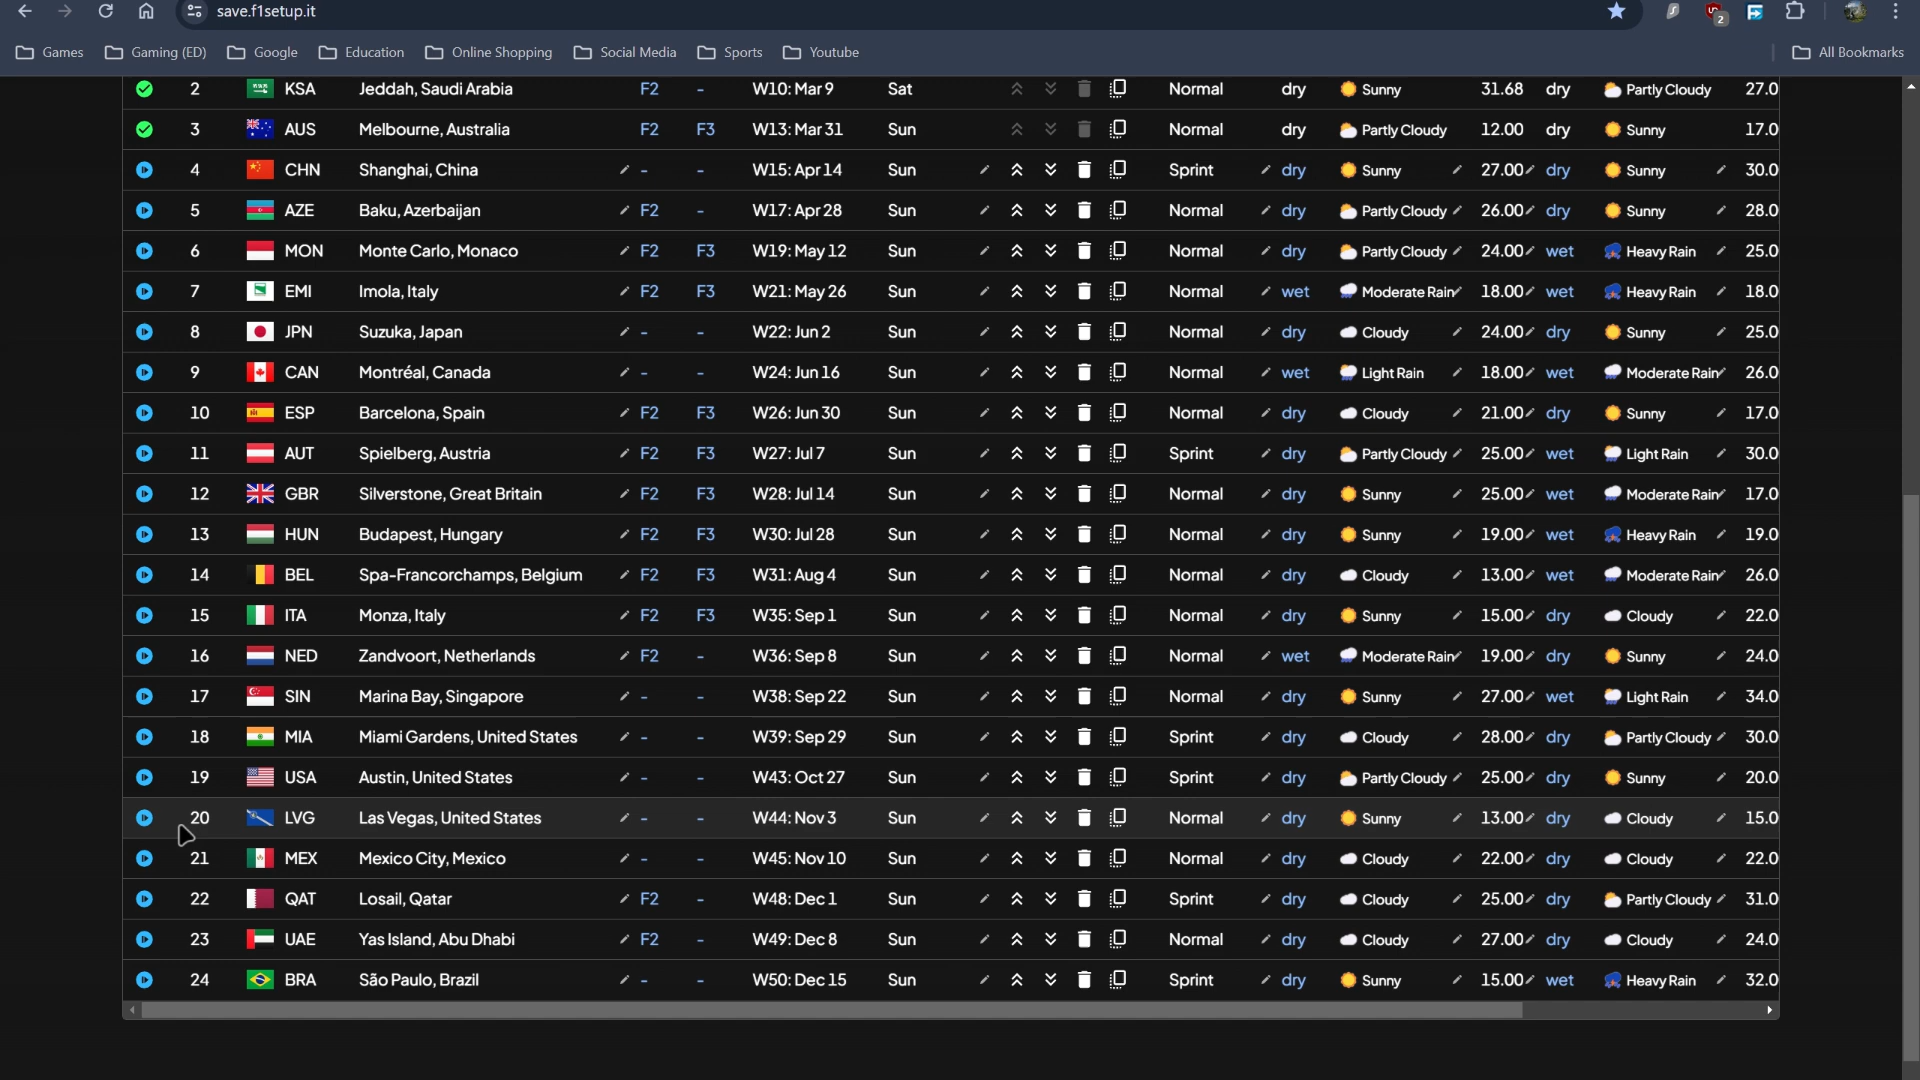 save.f1setup.it
2
Games Gaming (ED) Google Education Online Shopping Social Media Sports Youtube All Bookmarks
2 KSA Jeddah, Saudi Arabia F2 - W10: Mar 9 Sat Normal dry Sunny 31.68 dry Partly Cloudy 27.0
3 AUS Melbourne, Australia F2 F3 W13: Mar 31 Sun Normal dry Partly Cloudy 12.00 dry Sunny 17.0
4 CHN Shanghai, China - - W15: Apr 14 Sun Sprint dry Sunny 27.00 dry Sunny 30.0
5 AZE Baku, Azerbaijan F2 - W17: Apr 28 Sun Normal dry Partly Cloudy 26.00 dry Sunny 28.0
6 MON Monte Carlo, Monaco F2 F3 W19: May 12 Sun Normal dry Partly Cloudy 24.00 wet Heavy Rain 25.0
7 EMI Imola, Italy F2 F3 W21: May 26 Sun Normal wet Moderate Rain 18.00 wet Heavy Rain 18.0
8 JPN Suzuka, Japan - - W22: Jun 2 Sun Normal dry Cloudy 24.00 dry Sunny 25.0
9 CAN Montréal, Canada - - W24: Jun 16 Sun Normal wet Light Rain 18.00 wet Moderate Rain 26.0
10 ESP Barcelona, Spain F2 F3 W26: Jun 30 Sun Normal dry Cloudy 21.00 dry Sunny 17.0
11 AUT Spielberg, Austria F2 F3 W27: Jul 7 Sun Sprint dry Partly Cloudy 25.00 wet Light Rain 30.0
12 GBR Silverstone, Great Britain F2 F3 W28: Jul 14 Sun Normal dry Sunny 25.00 wet Moderate Rain 17.0
13 HUN Budapest, Hungary F2 F3 W30: Jul 28 Sun Normal dry Sunny 19.00 wet Heavy Rain 19.0
14 BEL Spa-Francorchamps, Belgium F2 F3 W31: Aug 4 Sun Normal dry Cloudy 13.00 wet Moderate Rain 26.0
15 ITA Monza, Italy F2 F3 W35: Sep 1 Sun Normal dry Sunny 15.00 dry Cloudy 22.0
16 NED Zandvoort, Netherlands F2 - W36: Sep 8 Sun Normal wet Moderate Rain 19.00 dry Sunny 24.0
17 SIN Marina Bay, Singapore - - W38: Sep 22 Sun Normal dry Sunny 27.00 wet Light Rain 34.0
18 MIA Miami Gardens, United States - - W39: Sep 29 Sun Sprint dry Cloudy 28.00 dry Partly Cloudy 30.0
19 USA Austin, United States - - W43: Oct 27 Sun Sprint dry Partly Cloudy 25.00 dry Sunny 20.0
20 LVG Las Vegas, United States - - W44: Nov 3 Sun Normal dry Sunny 13.00 dry Cloudy 15.0
21 MEX Mexico City, Mexico - - W45: Nov 10 Sun Normal dry Cloudy 22.00 dry Cloudy 22.0
22 QAT Losail, Qatar F2 - W48: Dec 1 Sun Sprint dry Cloudy 25.00 dry Partly Cloudy 31.0
23 UAE Yas Island, Abu Dhabi F2 - W49: Dec 8 Sun Normal dry Cloudy 27.00 dry Cloudy 24.0
24 BRA São Paulo, Brazil - - W50: Dec 15 Sun Sprint dry Sunny 15.00 wet Heavy Rain 32.0